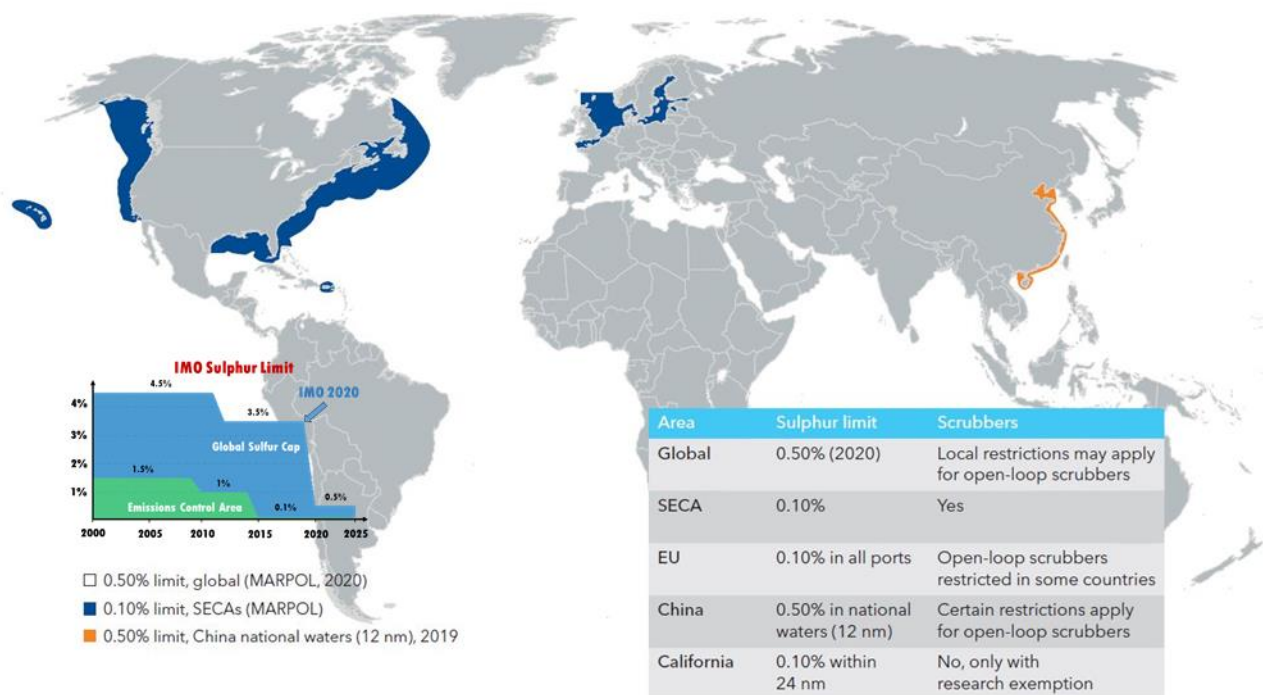 IMO Sulphur Limit
4.5%
IMO 2020
4%
3.5%
3%
Global Sulfur Cap
2%
1.5%
1%
1%
0.5%
Emissions Control Area
0.1%
2000
2005
2010
2015
2020
2025
0.50% limit, global (MARPOL, 2020)
0.10% limit, SECAs (MARPOL)
0.50% limit, China national waters (12 nm), 2019
Area Sulphur limit Scrubbers
Global 0.50% (2020) Local restrictions may apply
for open-loop scrubbers
SECA 0.10% Yes
EU 0.10% in all ports Open-loop scrubbers
restricted in some countries
China 0.50% in national Certain restrictions apply
waters (12 nm) for open-loop scrubbers
California 0.10% within No, only with
24 nm research exemption